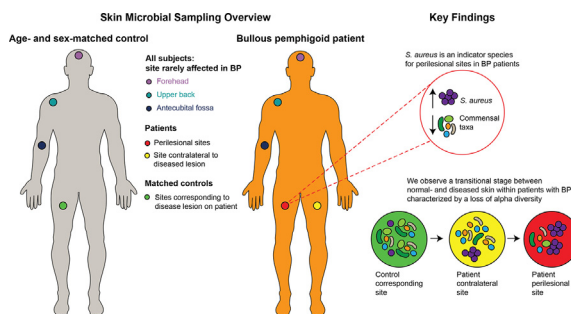 Skin Microbial Sampling Overview
Key Findings
Age- and sex-matched control
Bullous pemphigoid patient
All subjects:
site rarely affected in BP
Forehead
Upper back
Antecubital fossa
Patients
Perilesional sites
Site contralateral to
diseased lesion
Matched controls
Sites corresponding to
disease lesion on patient
S. aureus is an indicator species
for perilesional sites in BP patients
S. aureus
Commensal
taxa
We observe a transitional stage between
normal- and diseased skin within patients with BP
characterized by a loss of alpha diversity
Control
corresponding
site
Patient
contralateral
site
Patient
perilesional
site